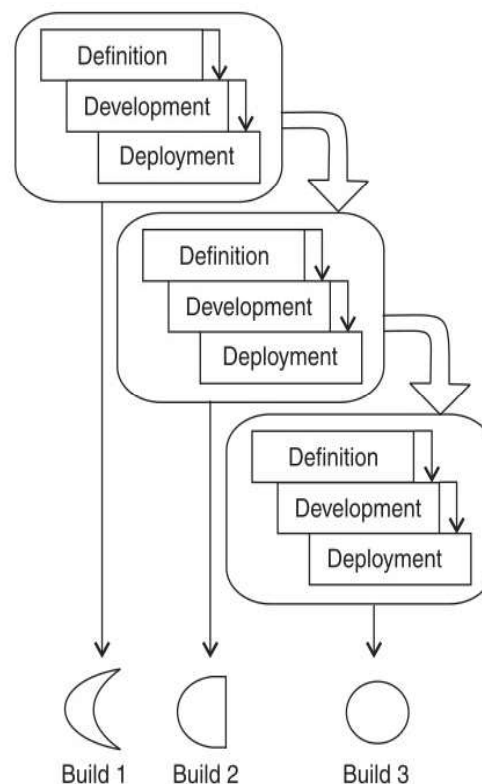 Definition
Development
Deployment
Definition
Development
Deployment
Definition
Development
Deployment
Build 1
Build 2
Build 3